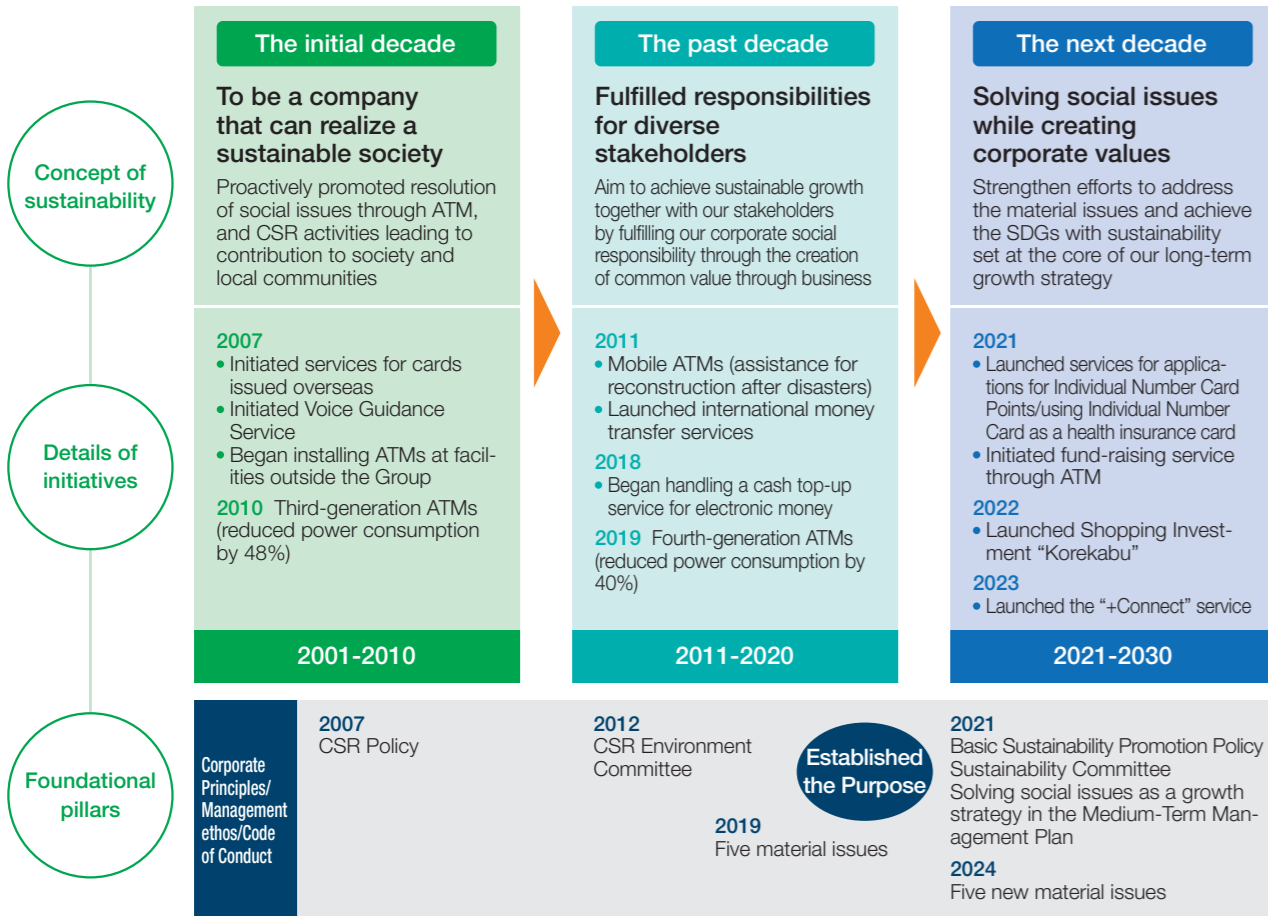 The initial decade
The past decade
The next decade
Concept of
sustainability
To be a company
that can realize a
sustainable society
Proactively promoted resolution
of social issues through ATM,
and CSR activities leading to
contribution to society and
local communities
Fulfilled responsibilities
for diverse
stakeholders
Aim to achieve sustainable growth
together with our stakeholders
by fulfilling our corporate social
responsibility through the creation
of common value through business
Solving social issues
while creating
corporate values
Strengthen efforts to address
the material issues and achieve
the SDGs with sustainability
set at the core of our long-term
growth strategy
Details of
initiatives
2007
• Initiated services for cards
issued overseas
• Initiated Voice Guidance
Service
• Began installing ATMs at facil-
ities outside the Group
2010 Third-generation ATMs
(reduced power consumption
by 48%)
2011
• Mobile ATMs (assistance for
reconstruction after disasters)
• Launched international money
transfer services
2018
• Began handling a cash top-up
service for electronic money
2019 Fourth-generation ATMs
(reduced power consumption by
40%)
2021
• Launched services for applica-
tions for Individual Number Card
Points/using Individual Number
Card as a health insurance card
• Initiated fund-raising service
through ATM
2022
• Launched Shopping Invest-
ment “Korekabu”
2023
• Launched the “+Connect” service
2001-2010
2011-2020
2021-2030
Foundational
pillars
Corporate
Principles/
Management
ethos/Code
of Conduct
2007
CSR Policy
2012
CSR Environment
Committee
2019
Five material issues
Established
the Purpose
2021
Basic Sustainability Promotion Policy
Sustainability Committee
Solving social issues as a growth
strategy in the Medium-Term Man-
agement Plan
2024
Five new material issues